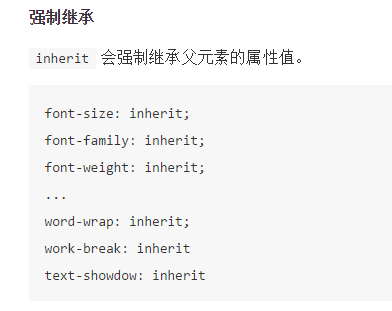 强制继承
inherit 会强制继承父元素的属性值。
font-size: inherit;
font-family: inherit;
font-weight: inherit;
...
word-wrap: inherit;
work-break: inherit
text-showdow: inherit